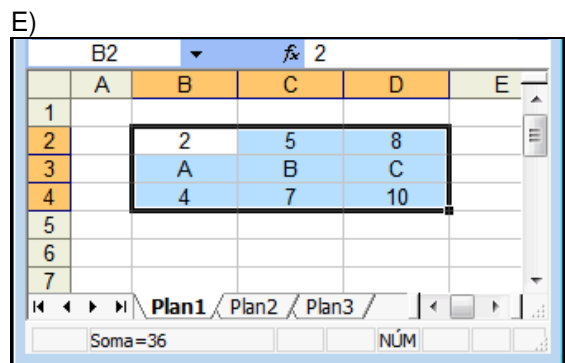 E)
B2 fx 2
A B C D E
1
2 2 5 8
3 A B C
4 4 7 10
5
6
7
Plan1 Plan2 Plan3
Soma=36 NÚM